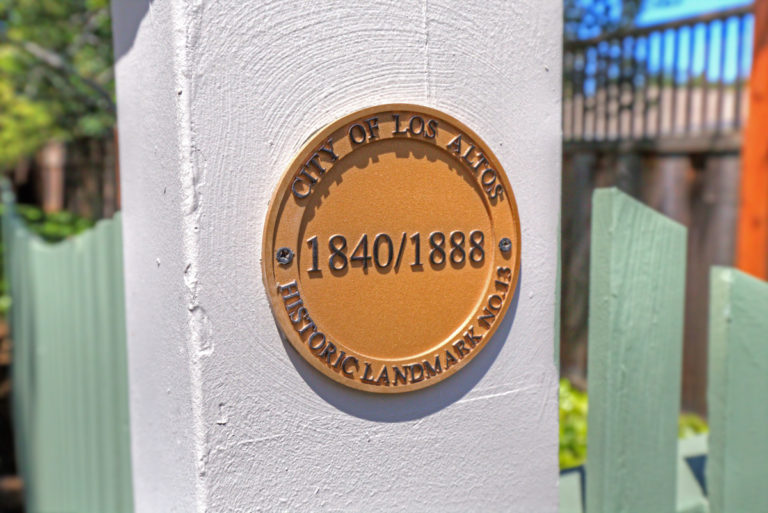 CITY OF LOS ALTOS
1840/1888
HISTORIC LANDMARK NO.13